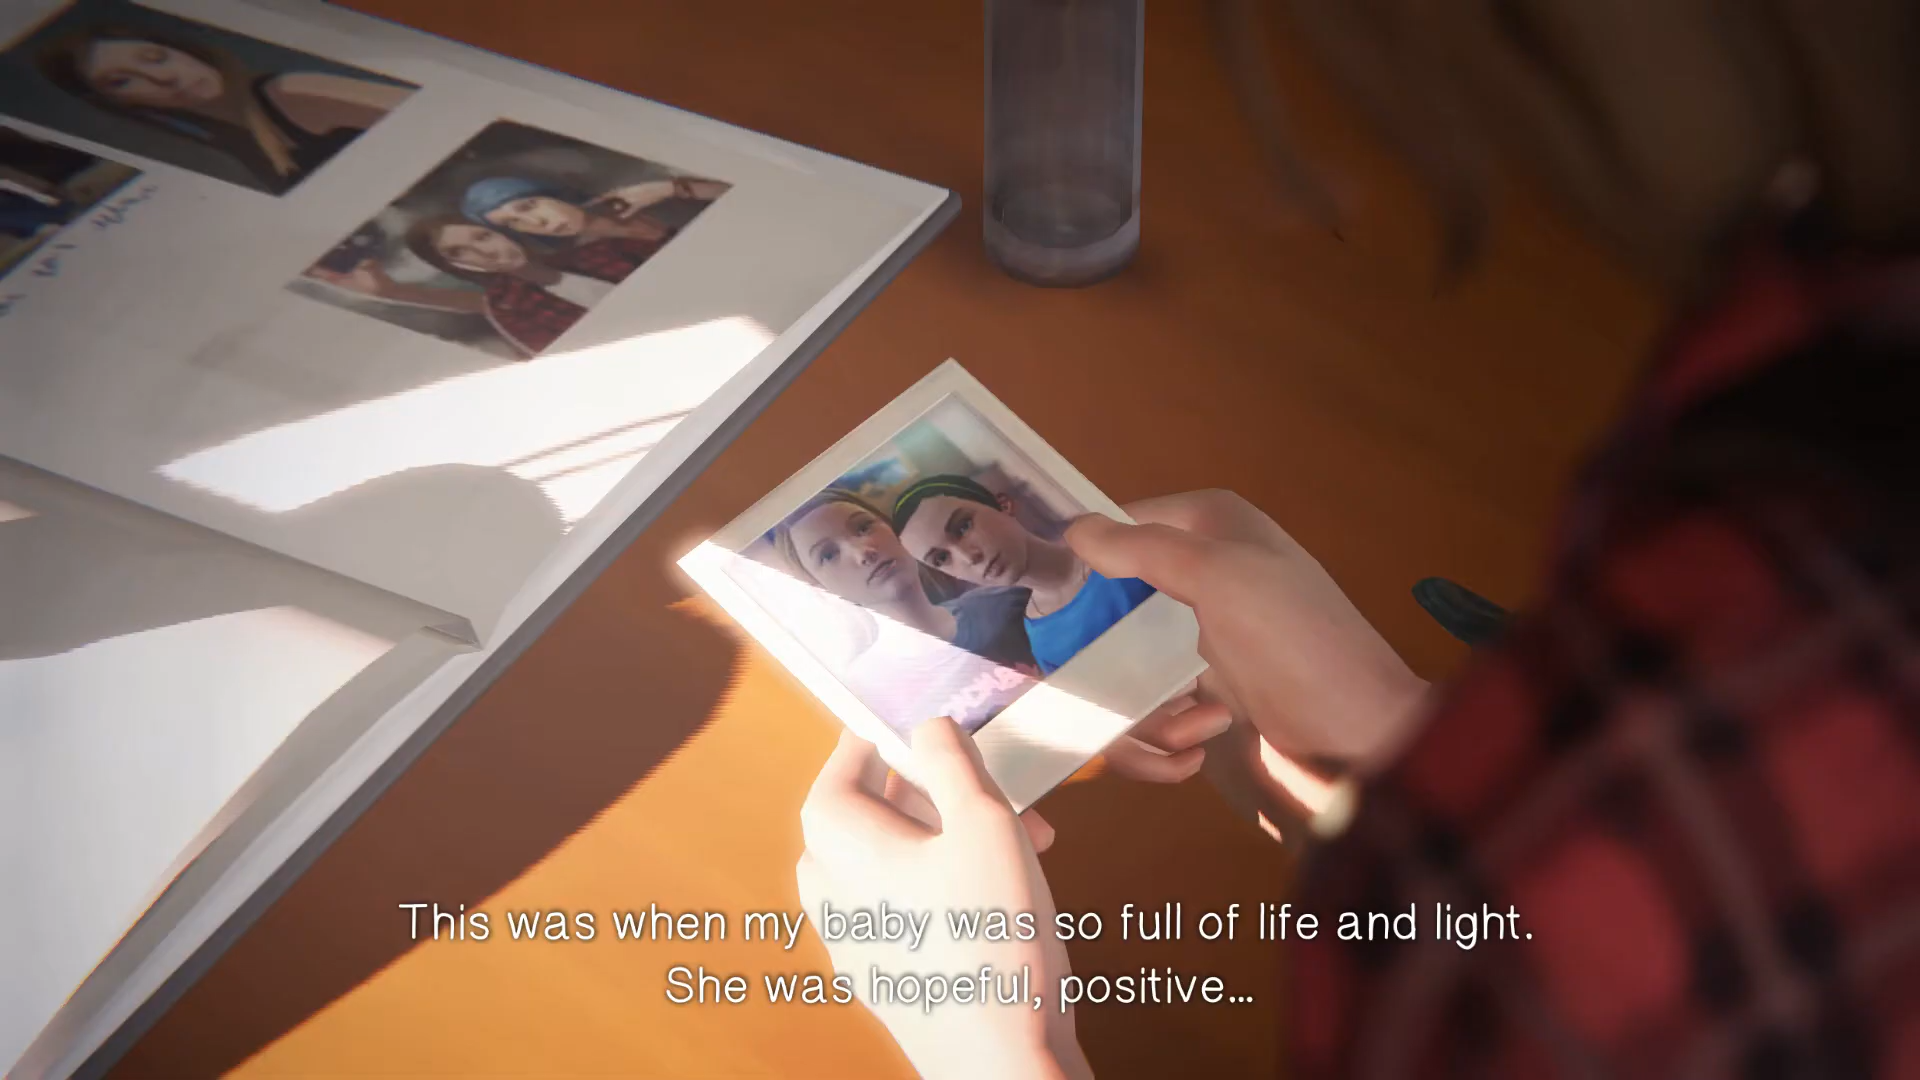 This was when my baby was so full of life and light.
She was hopeful, positive...